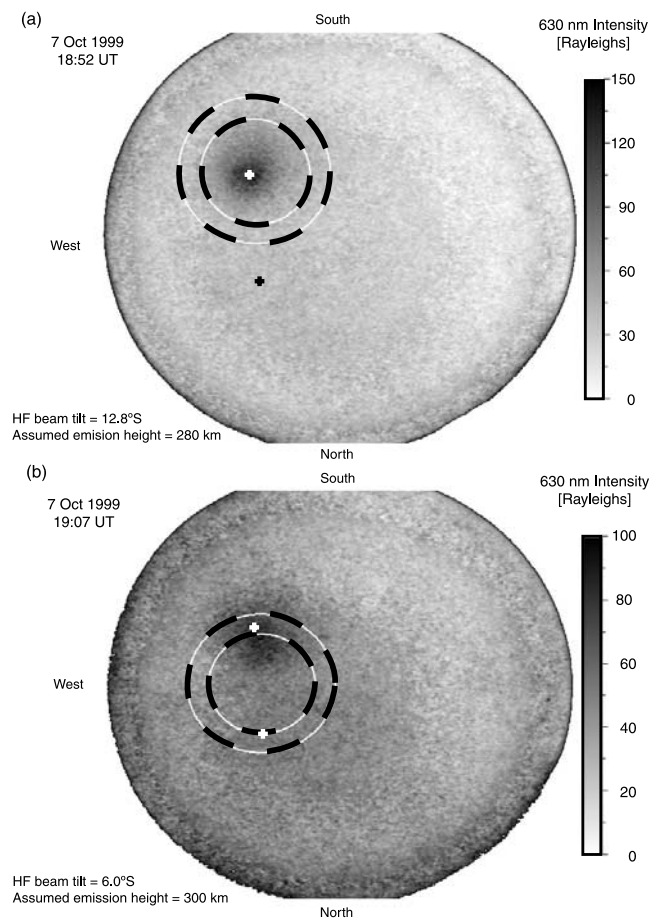 (a)
South
7 Oct 1999
18:52 UT
630 nm Intensity
[Rayleighs]
150
120
90
60
30
0
West
HF beam tilt = 12.8ºS
Assumed emision height = 280 km
North
(b)
South
7 Oct 1999
19:07 UT
630 nm Intensity
[Rayleighs]
100
80
60
40
20
0
West
HF beam tilt = 6.0ºS
Assumed emission height = 300 km
North